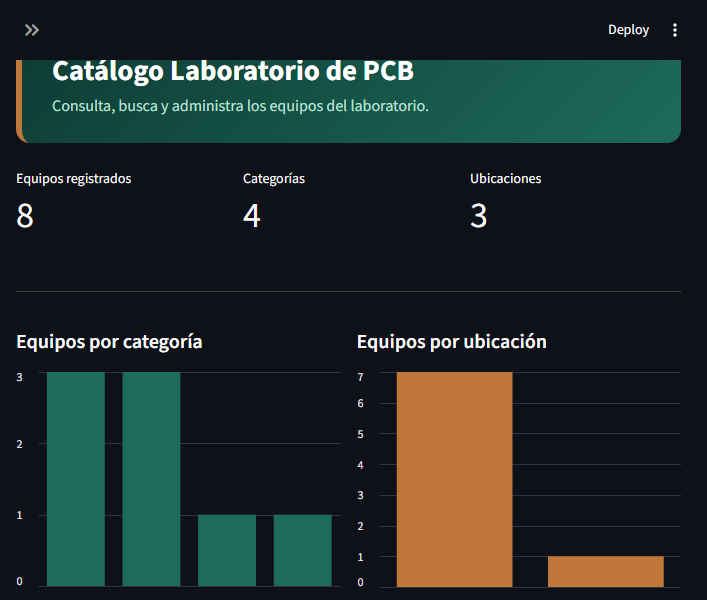 Deploy
Catálogo Laboratorio de PCB
Consulta, busca y administra los equipos del laboratorio.
Equipos registrados
8
Categorías
4
Ubicaciones
3
Equipos por categoría
3
2
1
0
Equipos por ubicación
7
6
5
4
3
2
1
0